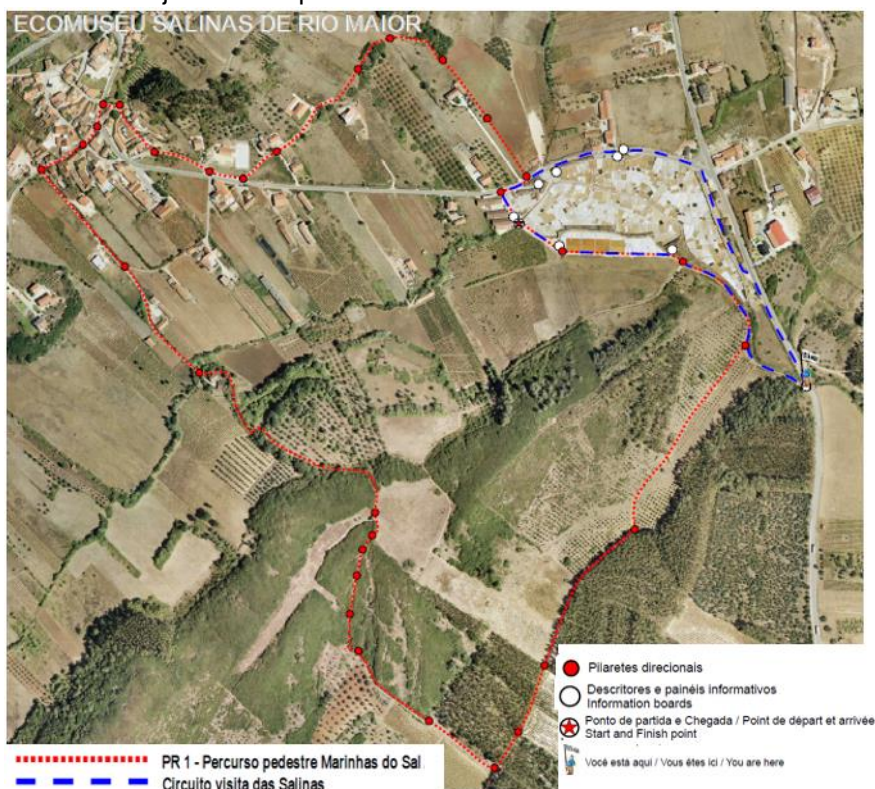 ECOMUSEU SALINAS DE RIO MAIOR
Pilaretes direcionais
Descritores e painéis informativos
Information boards
Ponto de partida e Chegada / Point de départ et arrivée
Start and Finish point
Você está aqui / Vous êtes ici / You are here
PR 1 - Percurso pedestre Marinhas do Sal
Circuito visita das Salinas